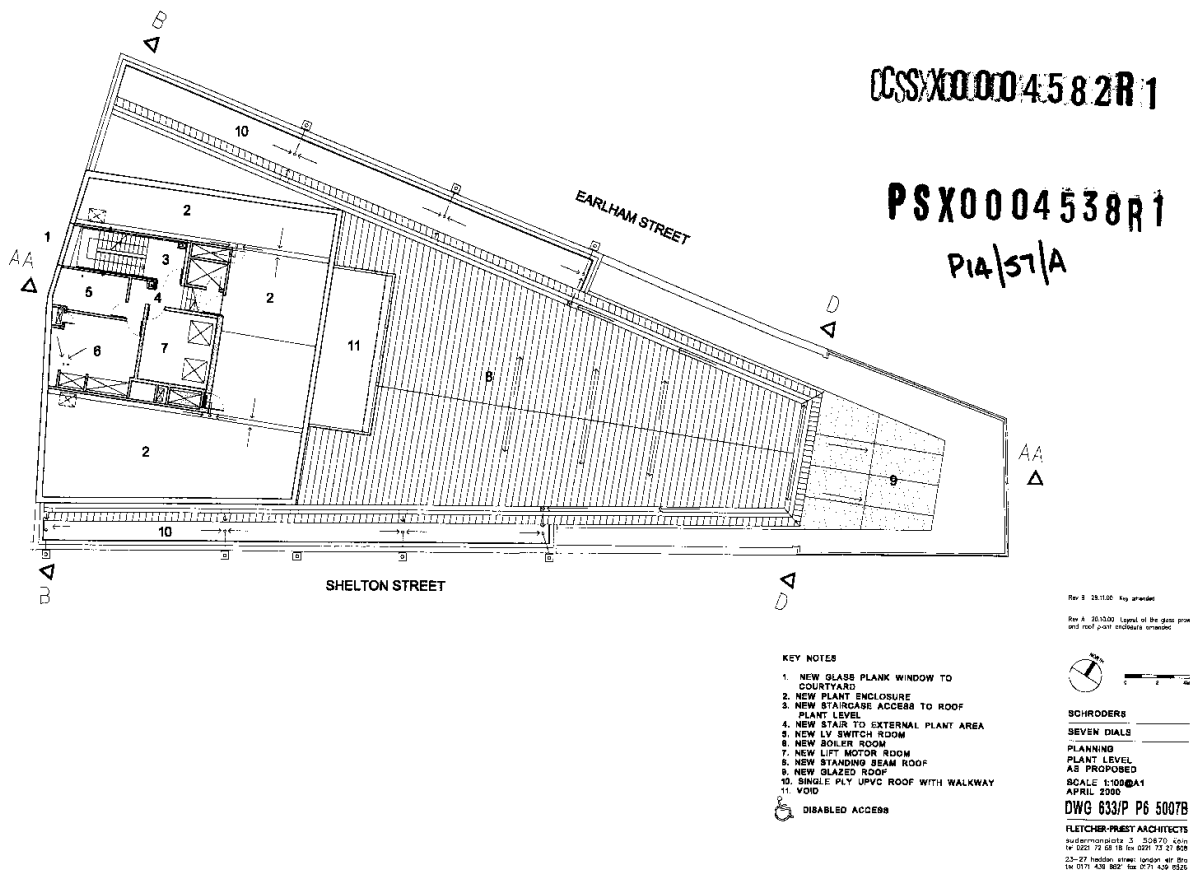 B
CCSSXX00004582R1
PSX0004538R1
P14/57/A
10
EARLHAM STREET
2
1
AA
3
D
5
4
2
11
8
6
7
AA
2
9
10
B
SHELTON STREET
D
Rev B 29.11.00 Key amended
Rev A 20.10.00 Layout of the glass
and roof plant enclosure amended
NORTH
0
2
KEY NOTES
1. NEW GLASS PLANK WINDOW TO
COURTYARD
2. NEW PLANT ENCLOSURE
3. NEW STAIRCASE ACCESS TO ROOF
PLANT LEVEL
4. NEW STAIR TO EXTERNAL PLANT AREA
5. NEW LV SWITCH ROOM
6. NEW BOILER ROOM
7. NEW LIFT MOTOR ROOM
8. NEW STANDING SEAM ROOF
9. NEW GLAZED ROOF
10. SINGLE PLY UPVC ROOF WITH WALKWAY
11. VOID
DISABLED ACCESS
SCHRODERS
SEVEN DIALS
PLANNING
PLANT LEVEL
AS PROPOSED
SCALE 1:100@A1
APRIL 2000
DWG 633/P P6 5007B
FLETCHER·PRIEST ARCHITECTS
sudermanplatz 3 50670 köln
23-27 heddon street london